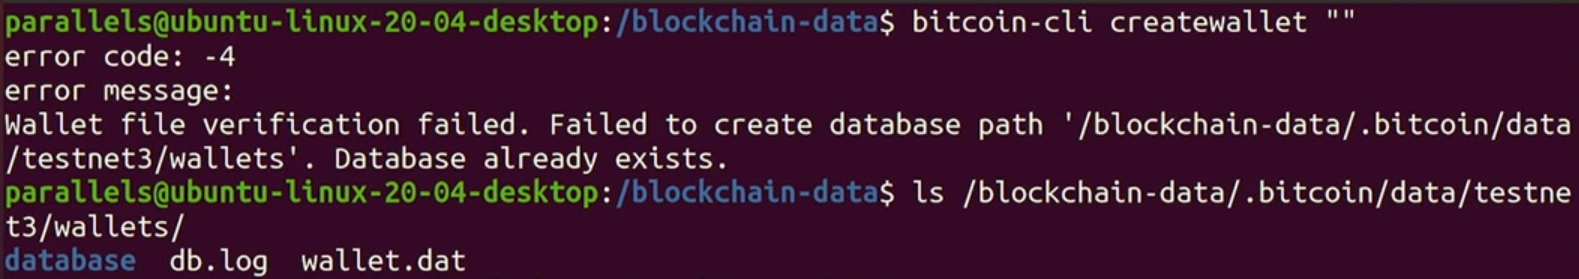 parallels@ubuntu-linux-20-04-desktop:/blockchain-data$ bitcoin-cli createwallet ""
error code: -4
error message:
Wallet file verification failed. Failed to create database path '/blockchain-data/.bitcoin/data
/testnet3/wallets'. Database already exists.
parallels@ubuntu-linux-20-04-desktop:/blockchain-data$ ls /blockchain-data/.bitcoin/data/testne
t3/wallets/
database  db.log  wallet.dat